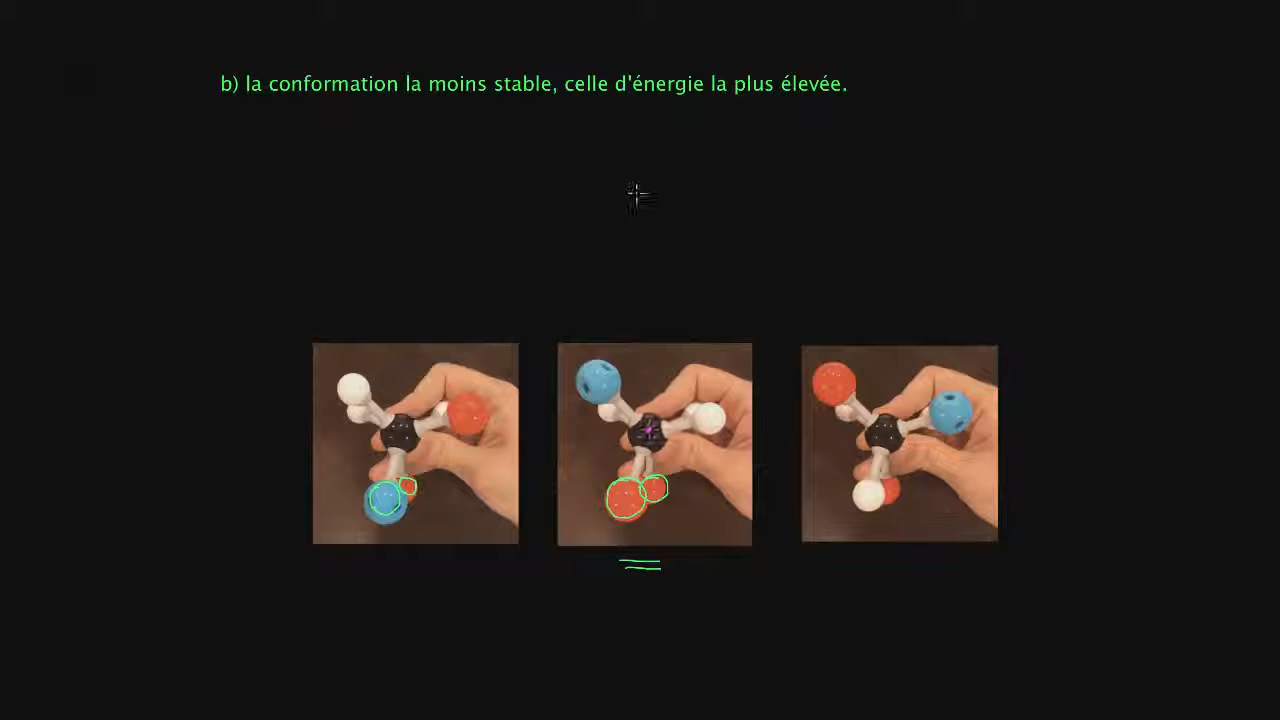 b) la conformation la moins stable, celle d'énergie la plus élevée.